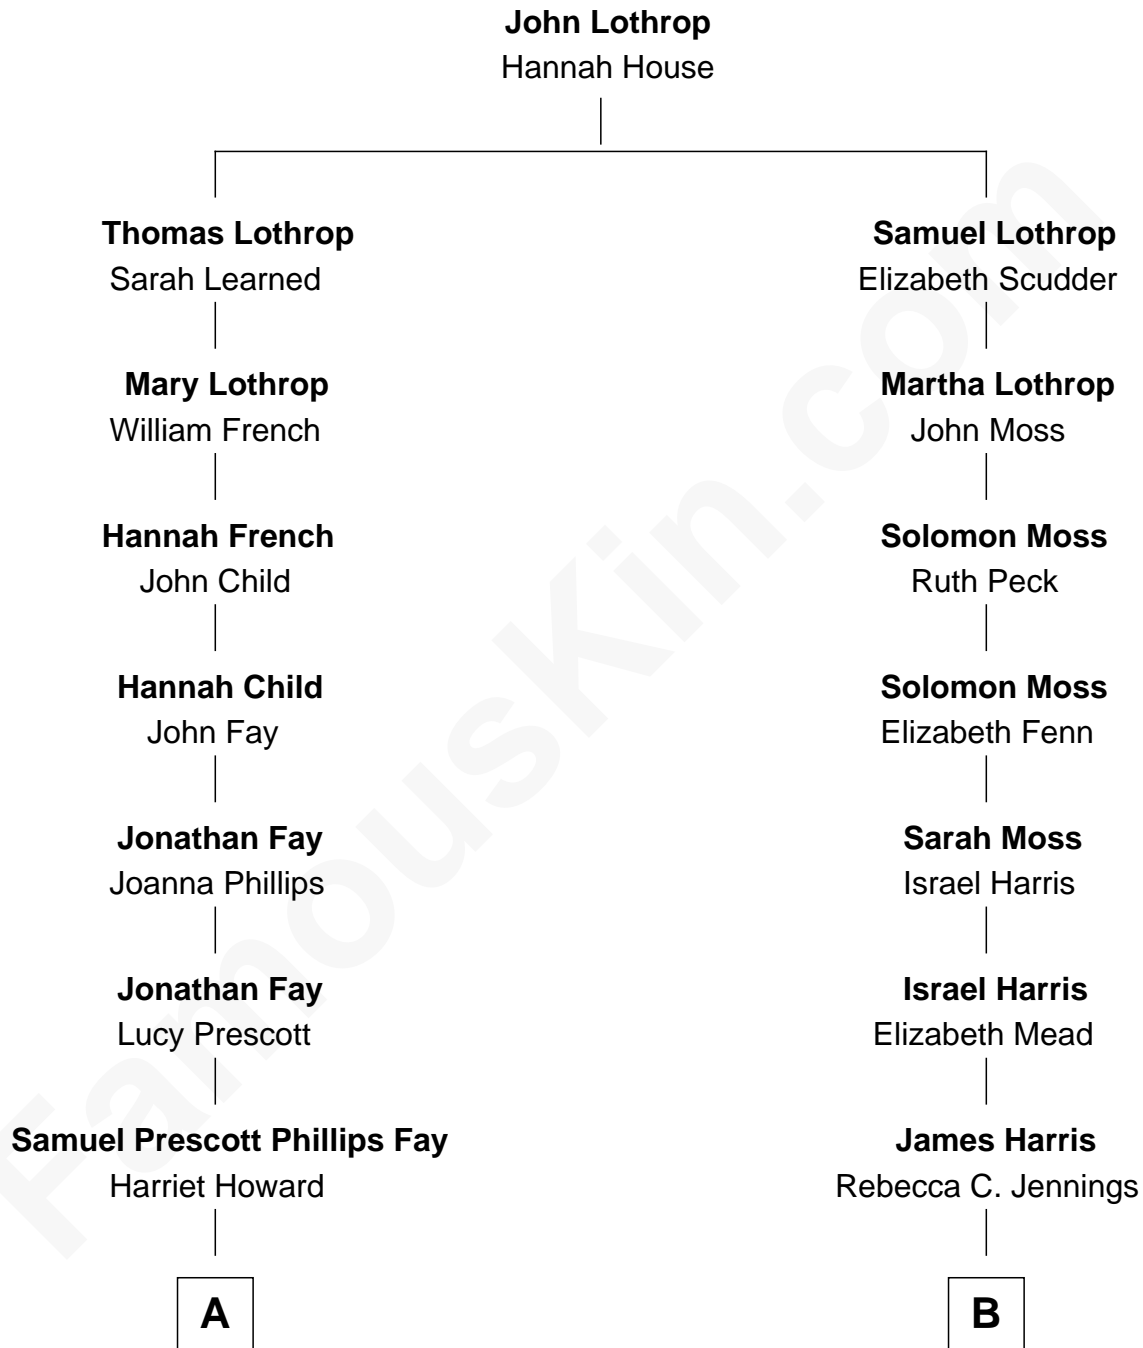 John Lothrop
Hannah House
Thomas Lothrop
Sarah Learned
Samuel Lothrop
Elizabeth Scudder
Mary Lothrop
William French
Martha Lothrop
John Moss
Hannah French
John Child
Solomon Moss
Ruth Peck
Hannah Child
John Fay
Solomon Moss
Elizabeth Fenn
Jonathan Fay
Joanna Phillips
Sarah Moss
Israel Harris
Jonathan Fay
Lucy Prescott
Israel Harris
Elizabeth Mead
Samuel Prescott Phillips Fay
Harriet Howard
James Harris
Rebecca C. Jennings
A
B
FamousKin.com